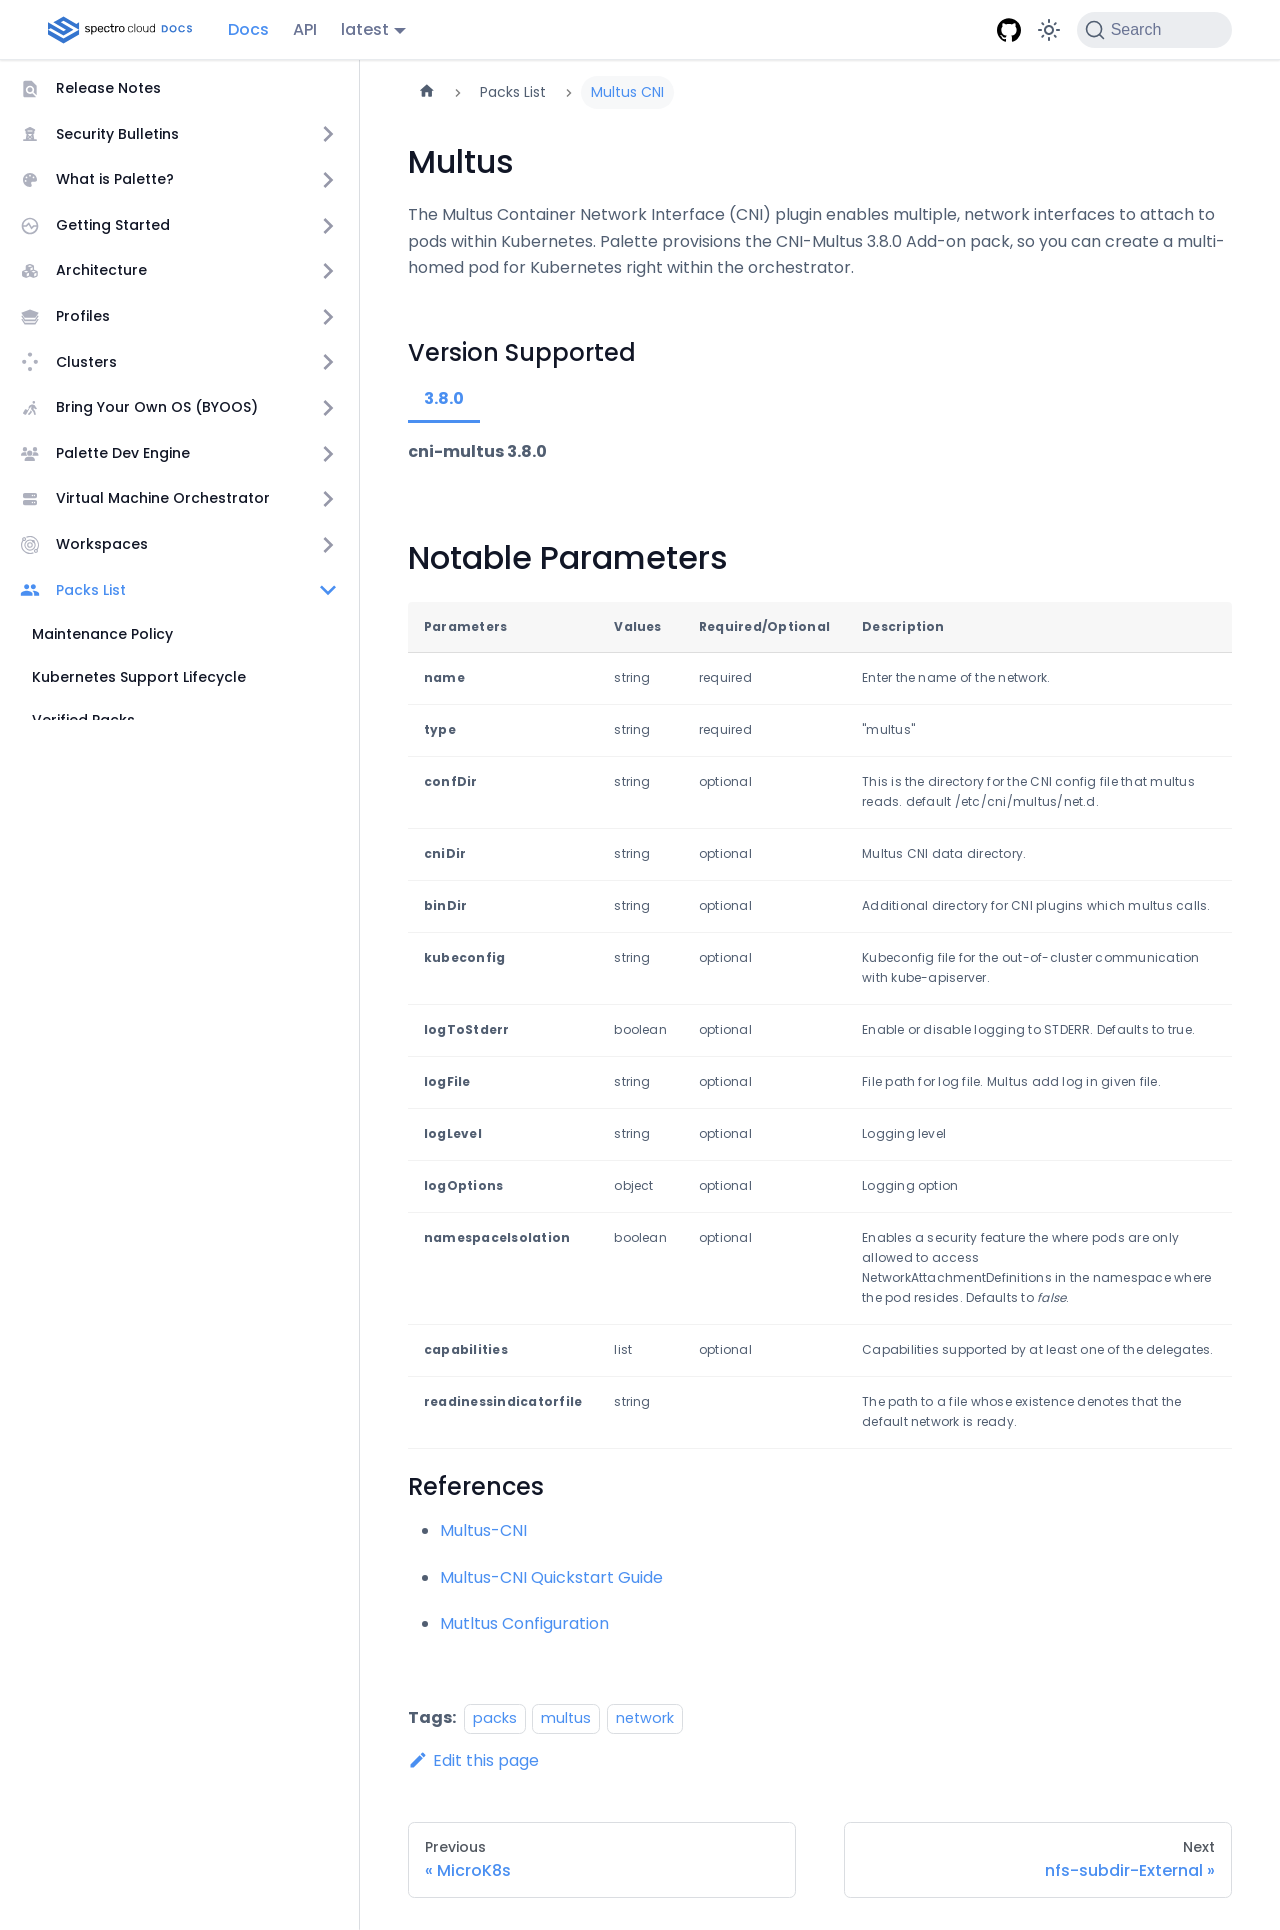 spectro cloud DOCS Docs API latest Search
Release Notes
Security Bulletins
What is Palette?
Getting Started
Architecture
Profiles
Clusters
Bring Your Own OS (BYOOS)
Palette Dev Engine
Virtual Machine Orchestrator
Workspaces
Packs List
Maintenance Policy
Kubernetes Support Lifecycle
Verified Packs
Packs List Multus CNI
Multus
The Multus Container Network Interface (CNI) plugin enables multiple, network interfaces to attach to
pods within Kubernetes. Palette provisions the CNI-Multus 3.8.0 Add-on pack, so you can create a multi-
homed pod for Kubernetes right within the orchestrator.
Version Supported
3.8.0
cni-multus 3.8.0
Notable Parameters
Parameters Values Required/Optional Description
name string required Enter the name of the network.
type string required "multus"
confDir string optional This is the directory for the CNI config file that multus
reads. default /etc/cni/multus/net.d.
cniDir string optional Multus CNI data directory.
binDir string optional Additional directory for CNI plugins which multus calls.
kubeconfig string optional Kubeconfig file for the out-of-cluster communication
with kube-apiserver.
logToStderr boolean optional Enable or disable logging to STDERR. Defaults to true.
logFile string optional File path for log file. Multus add log in given file.
logLevel string optional Logging level
logOptions object optional Logging option
namespaceIsolation boolean optional Enables a security feature the where pods are only
allowed to access
NetworkAttachmentDefinitions in the namespace where
the pod resides. Defaults to false.
capabilities list optional Capabilities supported by at least one of the delegates.
readinessindicatorfile string The path to a file whose existence denotes that the
default network is ready.
References
Multus-CNI
Multus-CNI Quickstart Guide
Mutltus Configuration
Tags: packs multus network
Edit this page
Previous
« MicroK8s
Next
nfs-subdir-External »